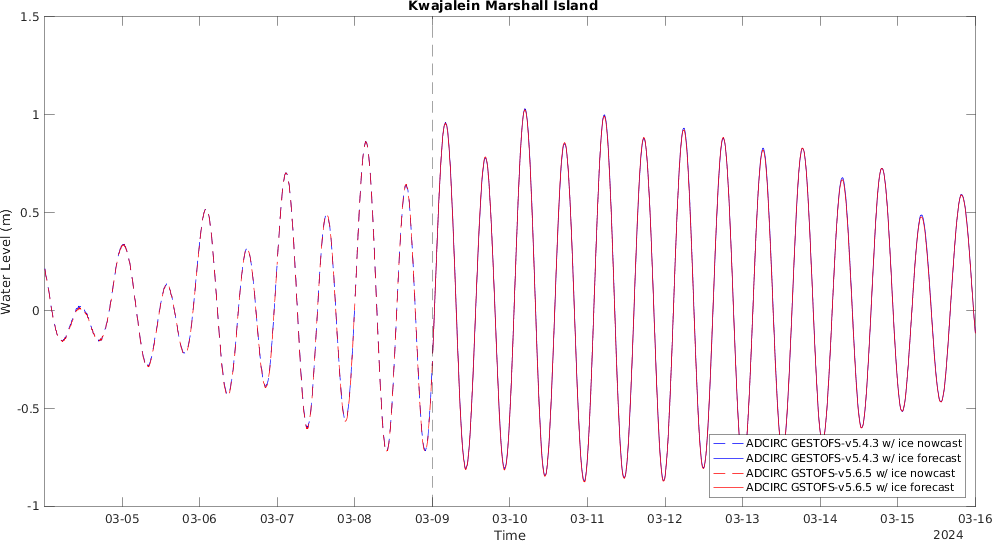 Kwajalein Marshall Island
1.5
1
0.5
0
-0.5
-1
Water Level (m)
ADCIRC GESTOFS-v5.4.3 w/ ice nowcast
ADCIRC GESTOFS-v5.4.3 w/ ice forecast
ADCIRC GSTOFS-v5.6.5 w/ ice nowcast
ADCIRC GSTOFS-v5.6.5 w/ ice forecast
03-05 03-06 03-07 03-08 03-09 03-10 03-11 03-12 03-13 03-14 03-15 03-16
Time
2024